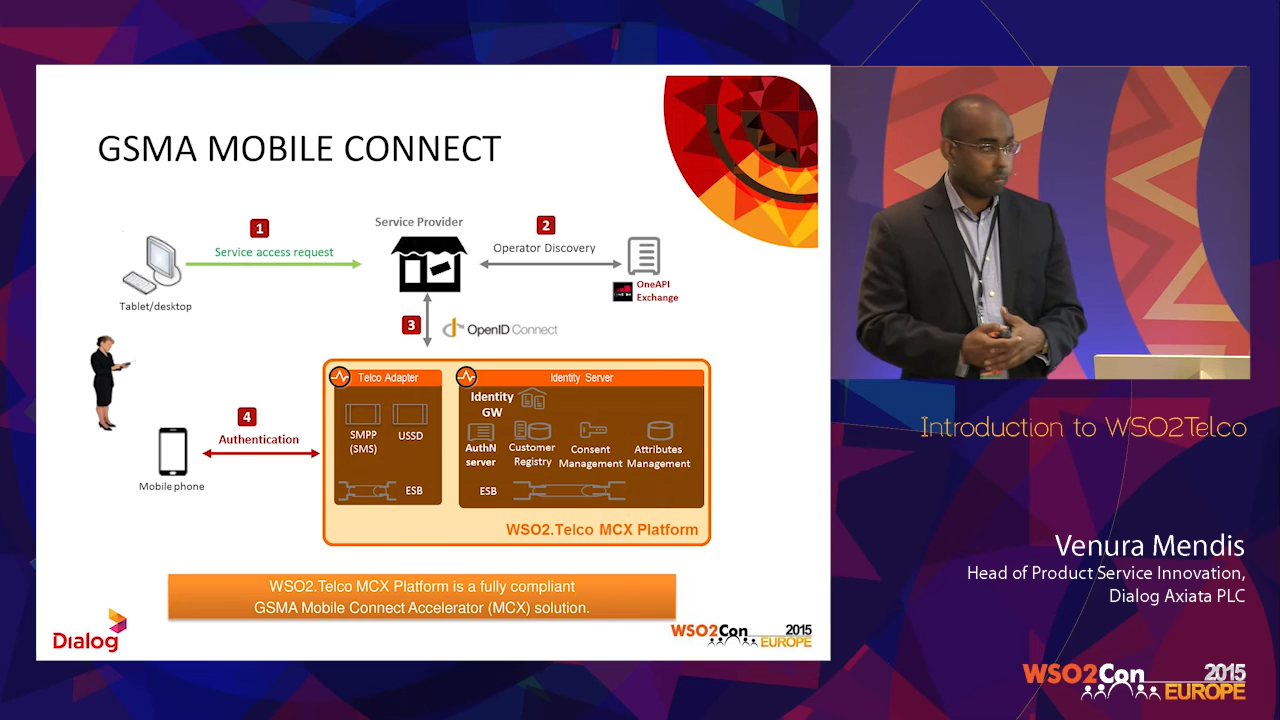 GSMA MOBILE CONNECT
1
Service access request
Service Provider
2
Operator Discovery
OneAPI
Exchange
Tablet/desktop
3
OpenID Connect
Telco Adapter
Identity Server
Identity
GW
SMPP
(SMS)
USSD
AuthN
server
Customer
Registry
Consent
Management
Attributes
Management
ESB
ESB
WSO2.Telco MCX Platform
4
Authentication
Mobile phone
WSO2.Telco MCX Platform is a fully compliant
GSMA Mobile Connect Accelerator (MCX) solution.
Dialog
WSO2Con 2015
EUROPE
Introduction to WSO2Telco
Venura Mendis
Head of Product Service Innovation,
Dialog Axiata PLC
WSO2Con 2015
EUROPE